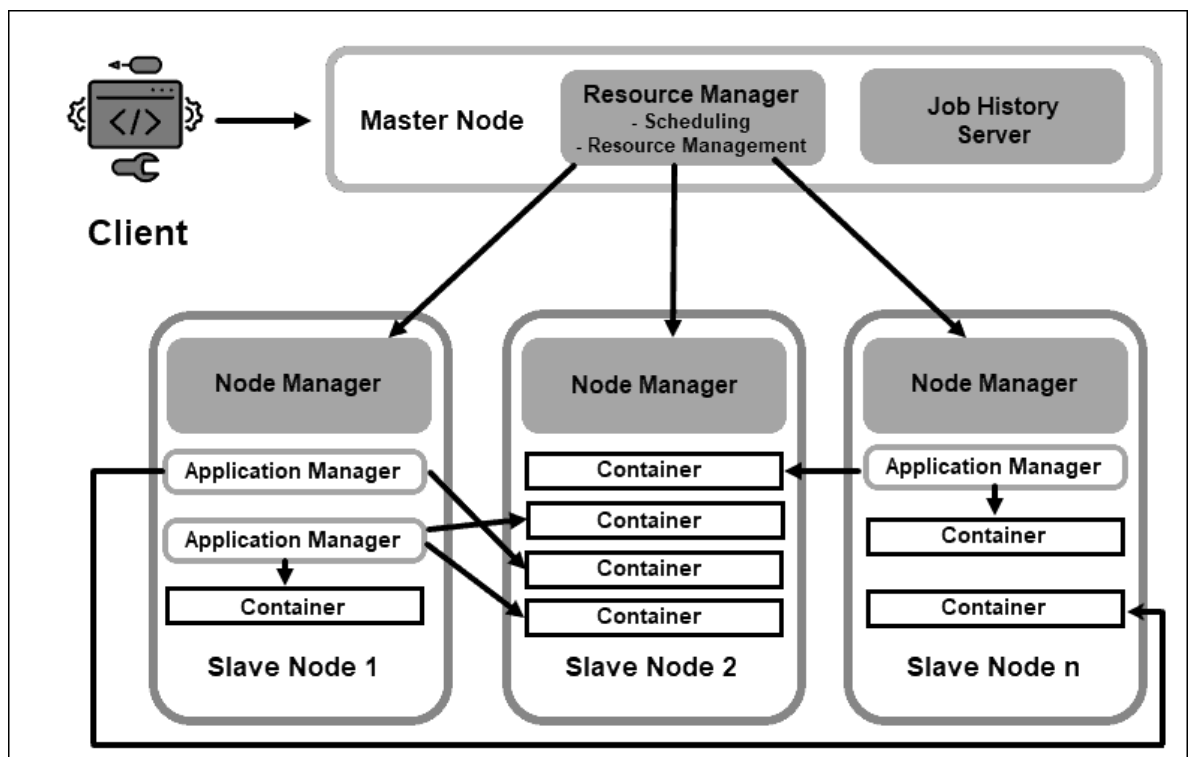 </>
Client
Master Node
Resource Manager
- Scheduling
- Resource Management
Job History
Server
Node Manager
Application Manager
Application Manager
Container
Slave Node 1
Node Manager
Container
Container
Container
Container
Slave Node 2
Node Manager
Application Manager
Container
Container
Slave Node n